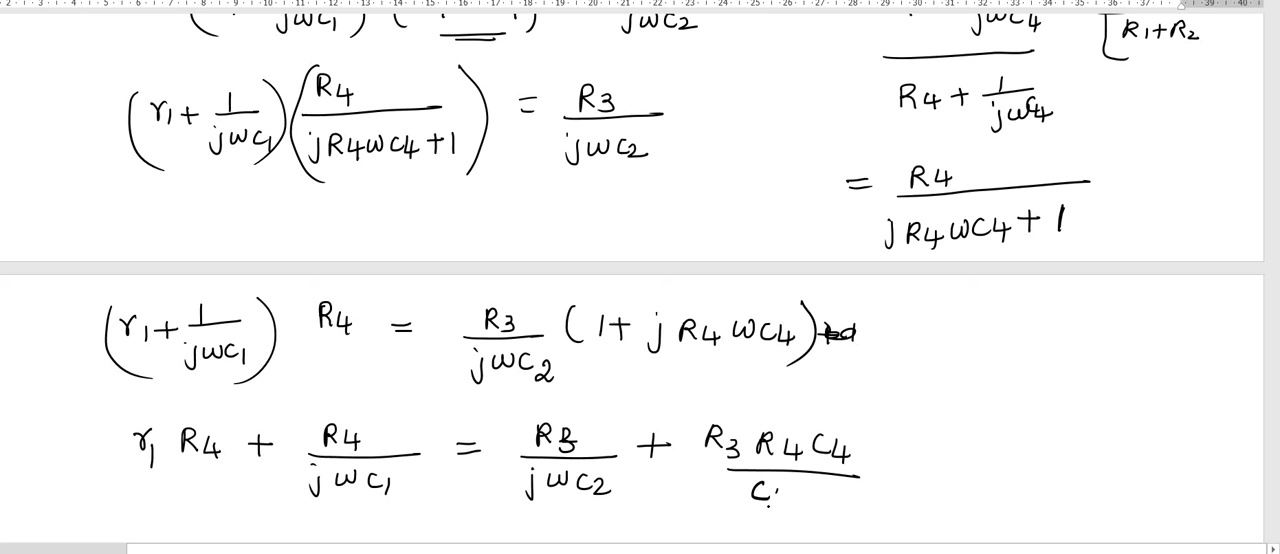 jωC1 ) ( ) jωC2
jωC4 [R1+R2
(r1 + 1/jωC1)(R4/(jR4ωC4+1)) = R3/jωC2
R4 + 1/jωC4
= R4/(jR4ωC4+1)
(r1 + 1/jωC1) R4 = R3/jωC2 (1+ jR4ωC4)
r1 R4 + R4/jωC1 = R3/jωC2 + R3R4C4/C